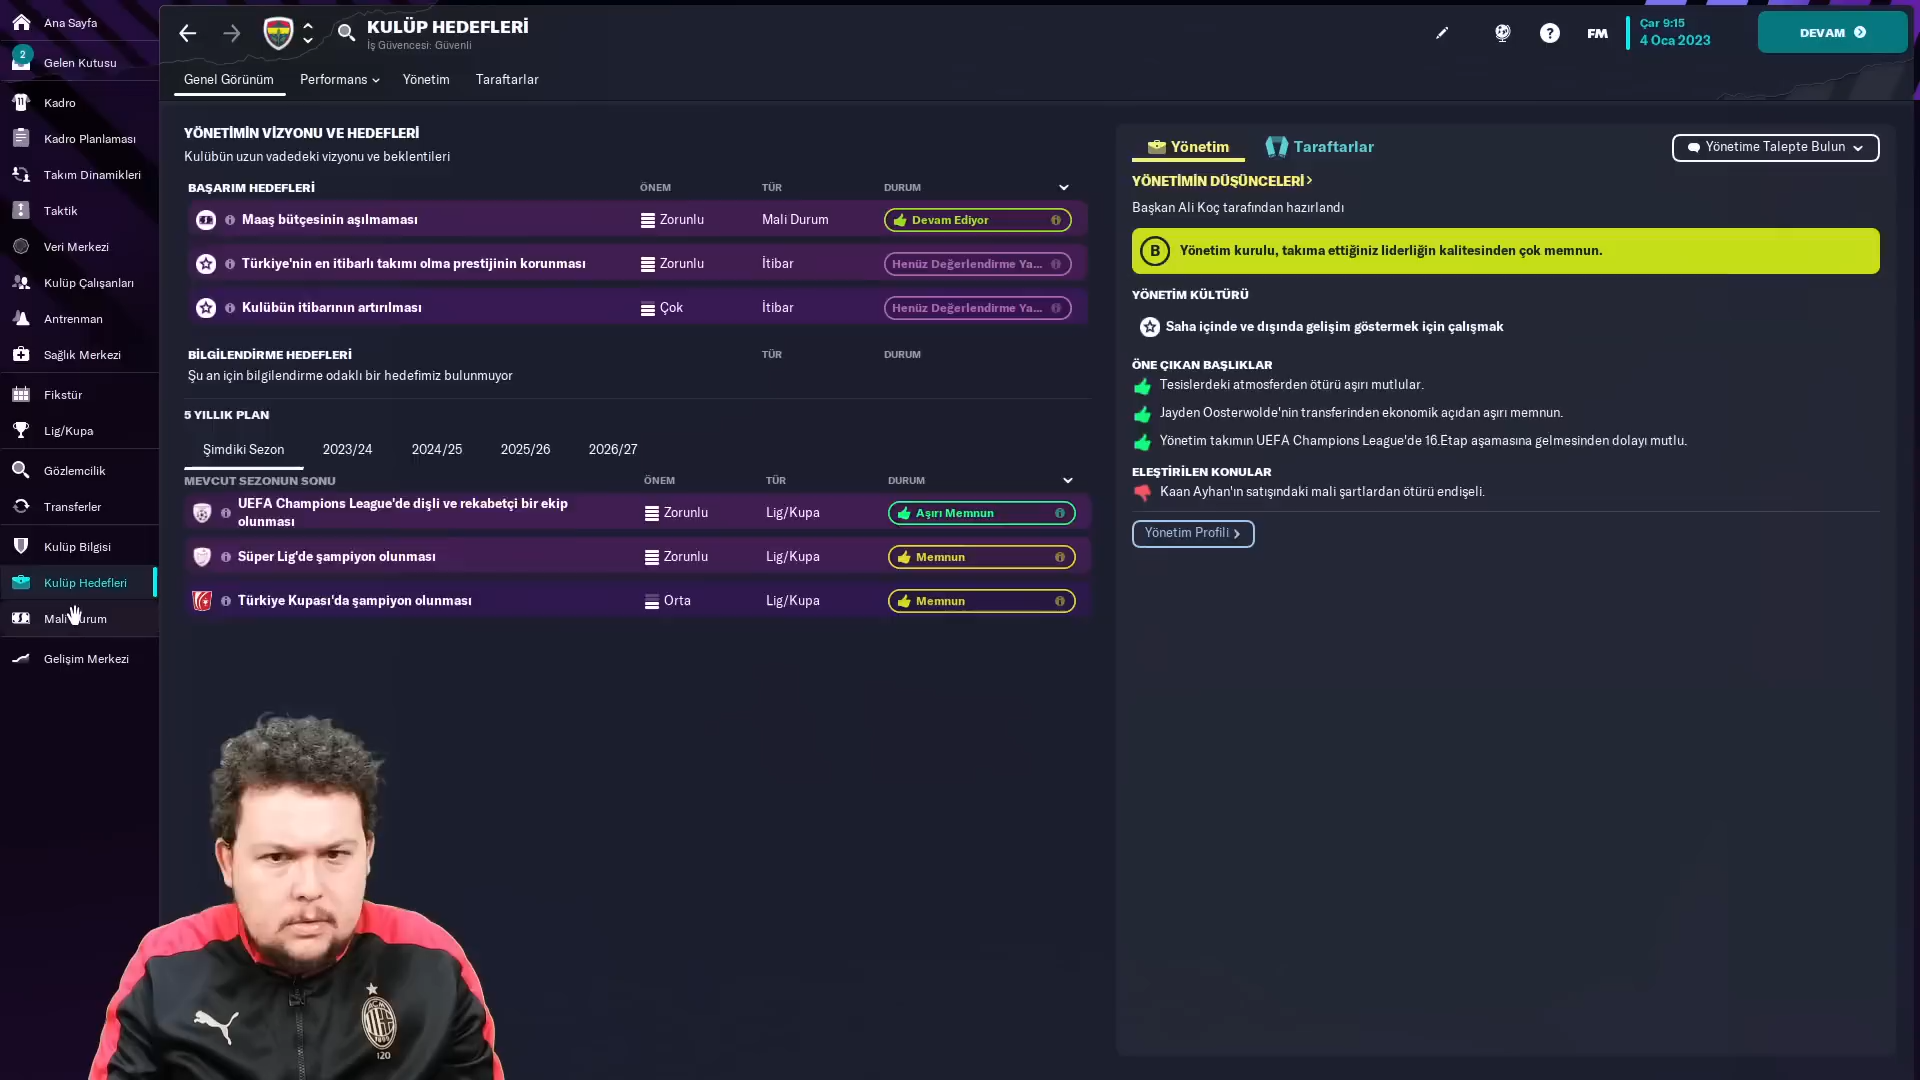 Ana Sayfa
2
Gelen Kutusu
Kadro
Kadro Planlaması
Takım Dinamikleri
Taktik
Veri Merkezi
Kulüp Çalışanları
Antrenman
Sağlık Merkezi
Fikstür
Lig/Kupa
Gözlemcilik
Transferler
Kulüp Bilgisi
Kulüp Hedefleri
Mali Durum
Gelişim Merkezi
KULÜP HEDEFLERİ
İş Güvencesi: Güvenli
FM
Çar 9:15
4 Oca 2023
DEVAM
Genel Görünüm
Performans
Yönetim
Taraftarlar
YÖNETİMİN VİZYONU VE HEDEFLERİ
Kulübün uzun vadedeki vizyonu ve beklentileri
BAŞARIM HEDEFLERİ ÖNEM TÜR DURUM
Maaş bütçesinin aşılmaması Zorunlu Mali Durum Devam Ediyor
Türkiye'nin en itibarlı takımı olma prestijinin korunması Zorunlu İtibar Henüz Değerlendirme Ya...
Kulübün itibarının artırılması Çok İtibar Henüz Değerlendirme Ya...
BİLGİLENDİRME HEDEFLERİ TÜR DURUM
Şu an için bilgilendirme odaklı bir hedefimiz bulunmuyor
5 YILLIK PLAN
Şimdiki Sezon 2023/24 2024/25 2025/26 2026/27
MEVCUT SEZONUN SONU ÖNEM TÜR DURUM
UEFA Champions League'de dişli ve rekabetçi bir ekip
olunması Zorunlu Lig/Kupa Aşırı Memnun
Süper Lig'de şampiyon olunması Zorunlu Lig/Kupa Memnun
Türkiye Kupası'da şampiyon olunması Orta Lig/Kupa Memnun
Yönetim
Taraftarlar
Yönetime Talepte Bulun
YÖNETİMİN DÜŞÜNCELERİ
Başkan Ali Koç tarafından hazırlandı
B Yönetim kurulu, takıma ettiğiniz liderliğin kalitesinden çok memnun.
YÖNETİM KÜLTÜRÜ
Saha içinde ve dışında gelişim göstermek için çalışmak
ÖNE ÇIKAN BAŞLIKLAR
Tesislerdeki atmosferden ötürü aşırı mutlular.
Jayden Oosterwolde'nin transferinden ekonomik açıdan aşırı memnun.
Yönetim takımın UEFA Champions League'de 16.Etap aşamasına gelmesinden dolayı mutlu.
ELEŞTİRİLEN KONULAR
Kaan Ayhan'ın satışındaki mali şartlardan ötürü endişeli.
Yönetim Profili
ACM
1899
120